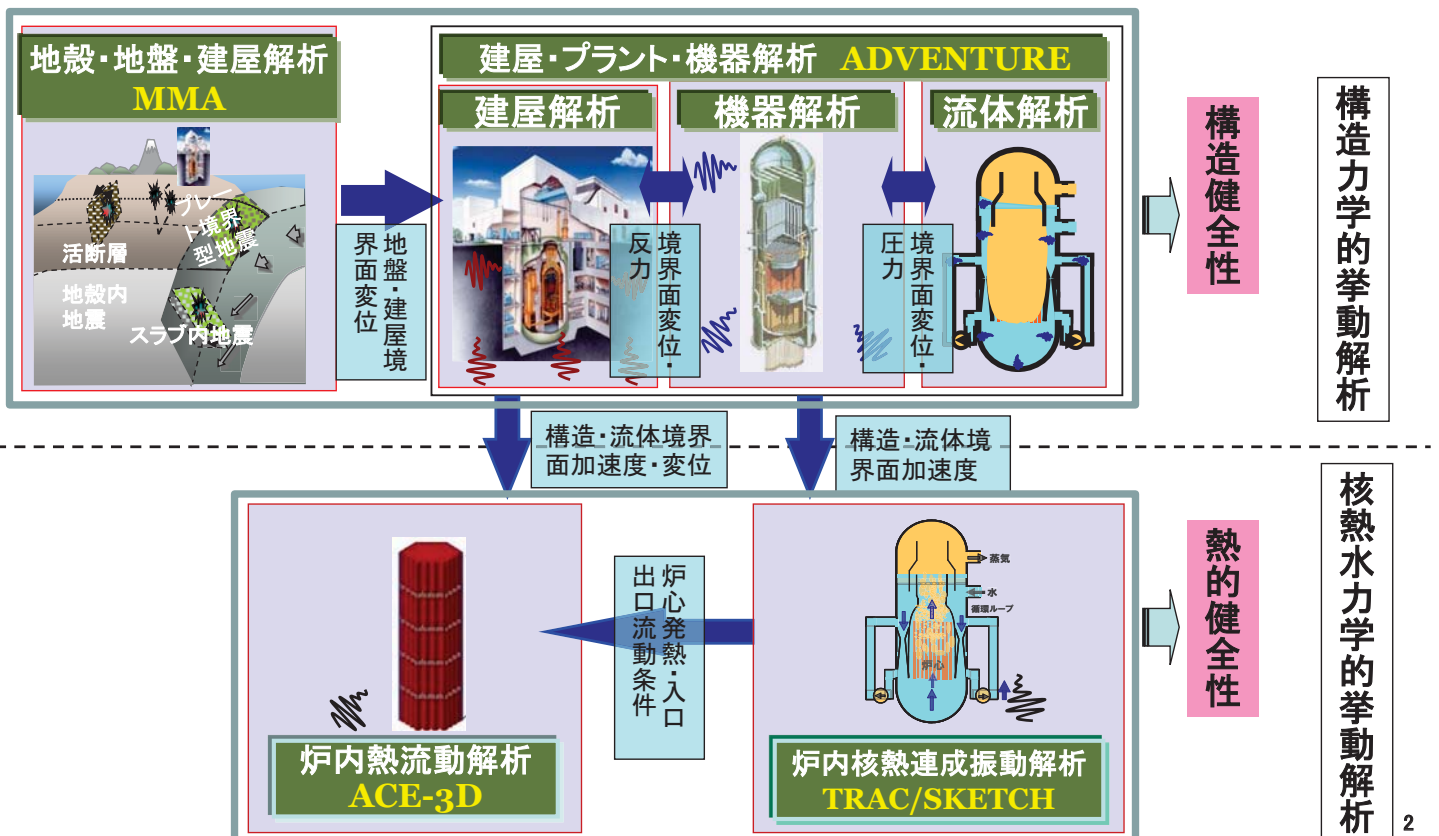 地殻・地盤・建屋解析
MMA
プレー
ト境界
型地震
活断層
地殻内
地震
スラブ内地震
地盤・建屋境
界面変位
建屋・プラント・機器解析 ADVENTURE
建屋解析
機器解析
流体解析
境界面変位・
反力
境界面変位・
圧力
構造健全性
構造力学的挙動解析
構造・流体境界
面加速度・変位
構造・流体境
界面加速度
炉内熱流動解析
ACE-3D
炉心発熱・入口
出口流動条件
蒸気
水
循環ループ
炉心
炉内核熱連成振動解析
TRAC/SKETCH
熱的健全性
核熱水力学的挙動解析
2